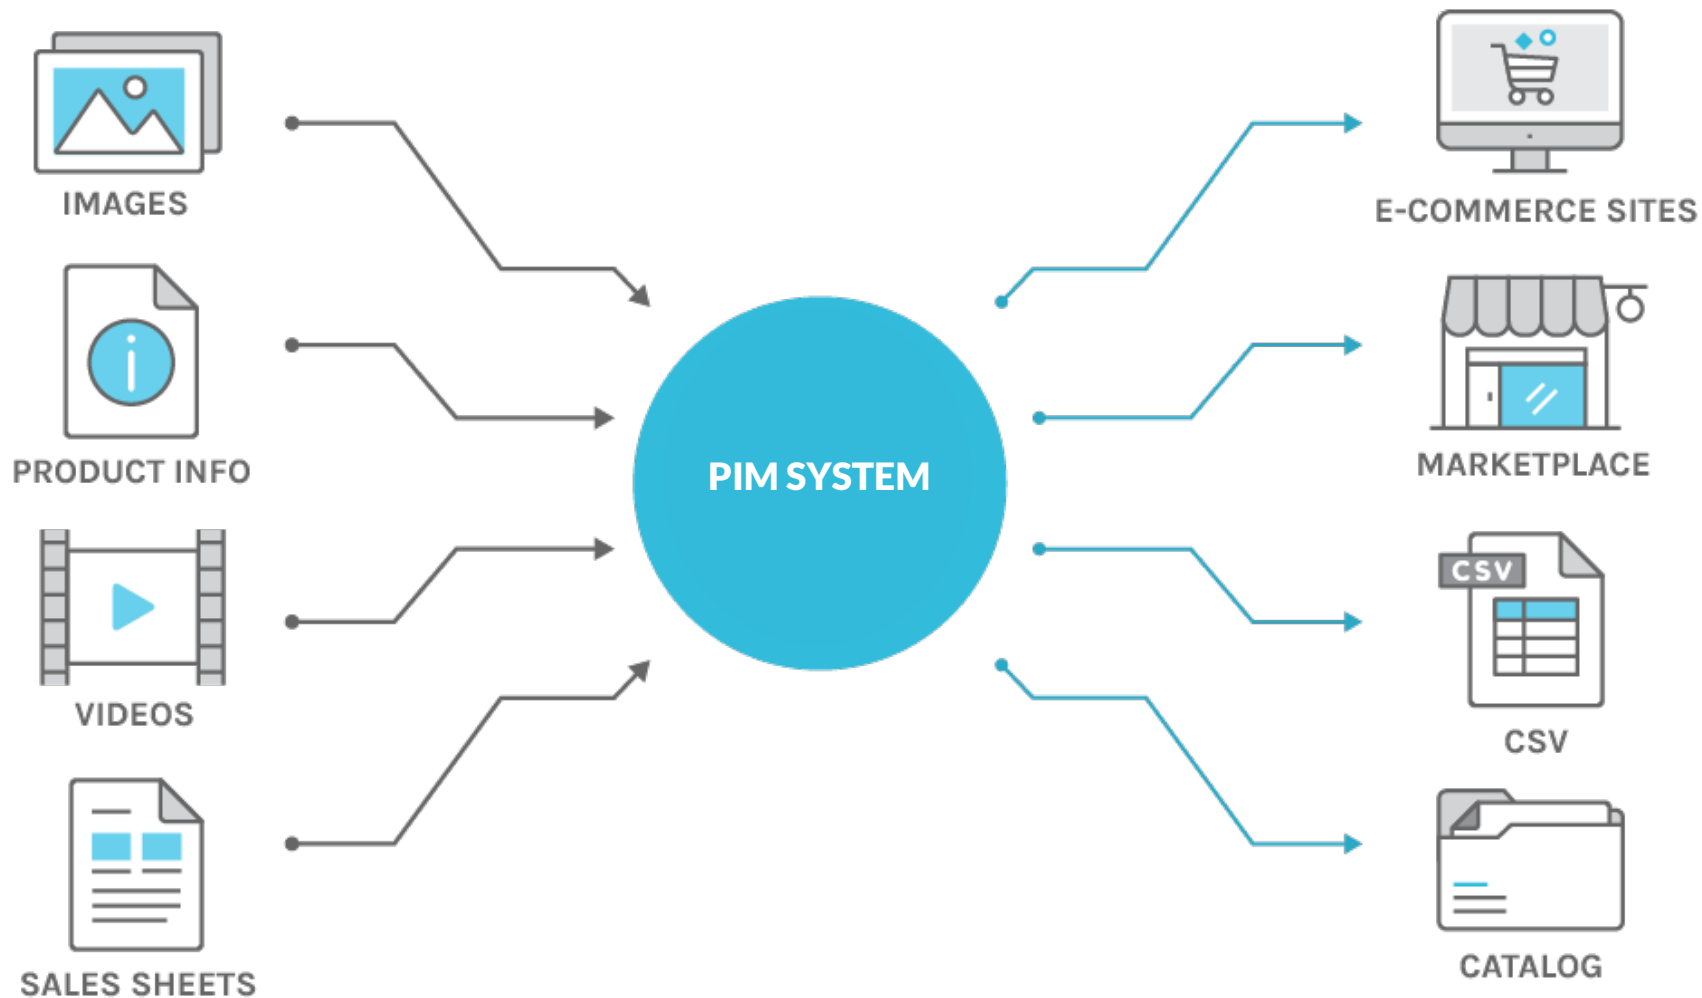 IMAGES
PRODUCT INFO
VIDEOS
SALES SHEETS
PIM SYSTEM
E-COMMERCE SITES
MARKETPLACE
CSV
CSV
CATALOG